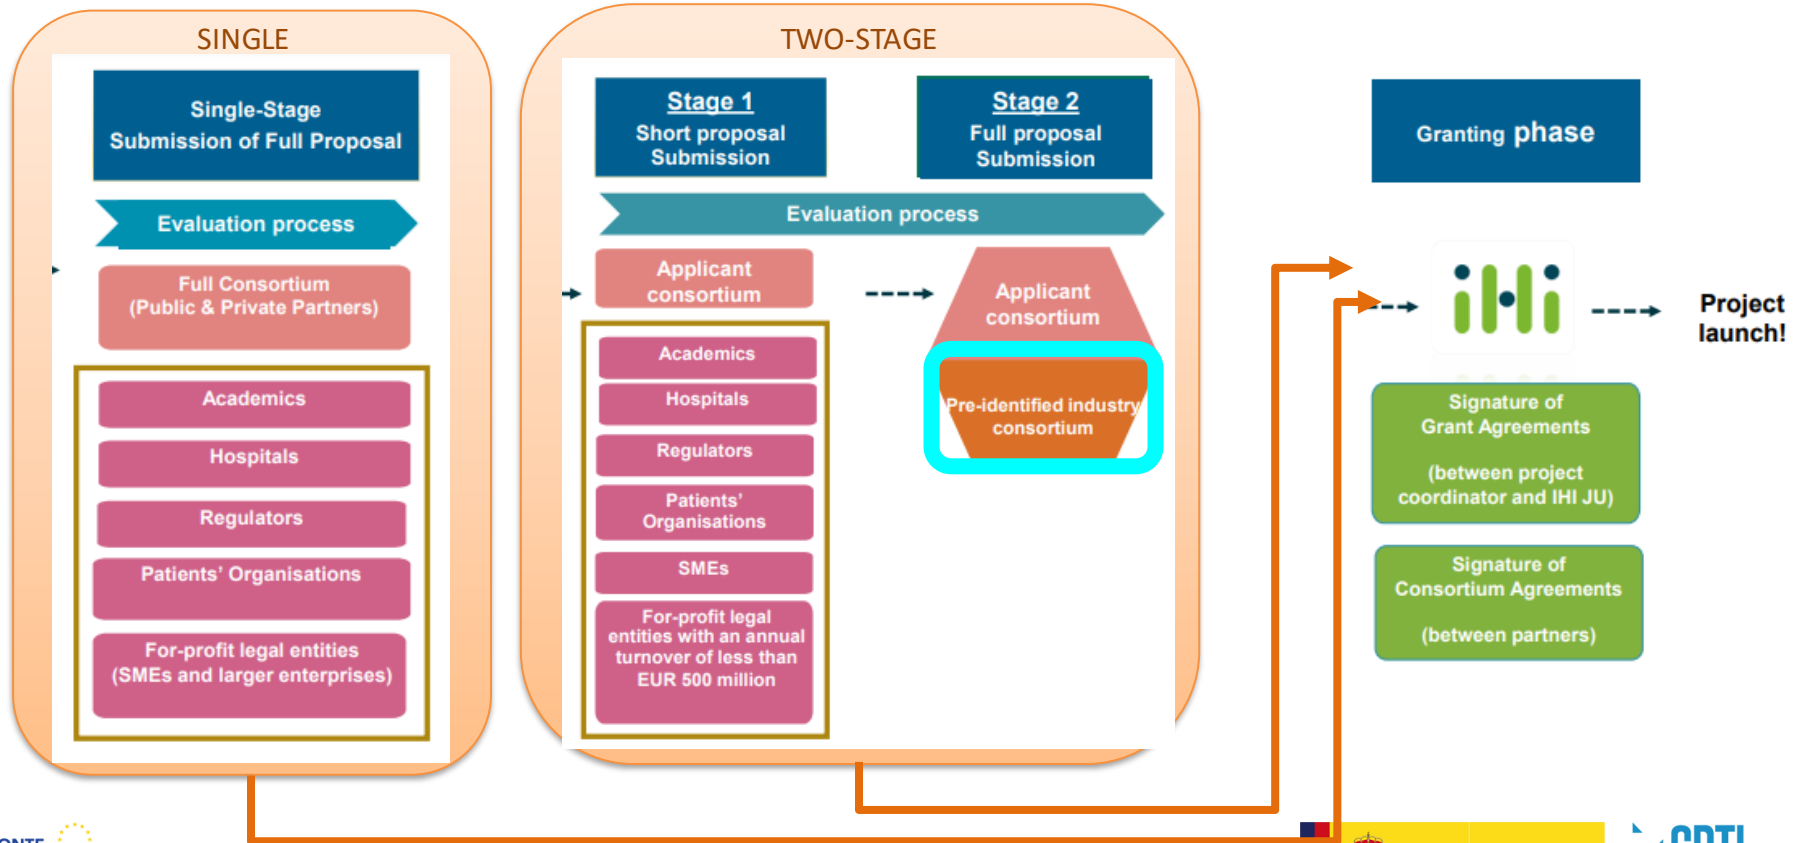 SINGLE
Single-Stage
Submission of Full Proposal
Evaluation process
Full Consortium
(Public & Private Partners)
Academics
Hospitals
Regulators
Patients’ Organisations
For-profit legal entities
(SMEs and larger enterprises)
TWO-STAGE
Stage 1
Short proposal
Submission
Stage 2
Full proposal
Submission
Evaluation process
Applicant
consortium
Academics
Hospitals
Regulators
Patients’
Organisations
SMEs
For-profit legal
entities with an annual
turnover of less than
EUR 500 million
Applicant
consortium
Pre-identified industry
consortium
Granting phase
iHi
Project
launch!
Signature of
Grant Agreements
(between project
coordinator and IHI JU)
Signature of
Consortium Agreements
(between partners)